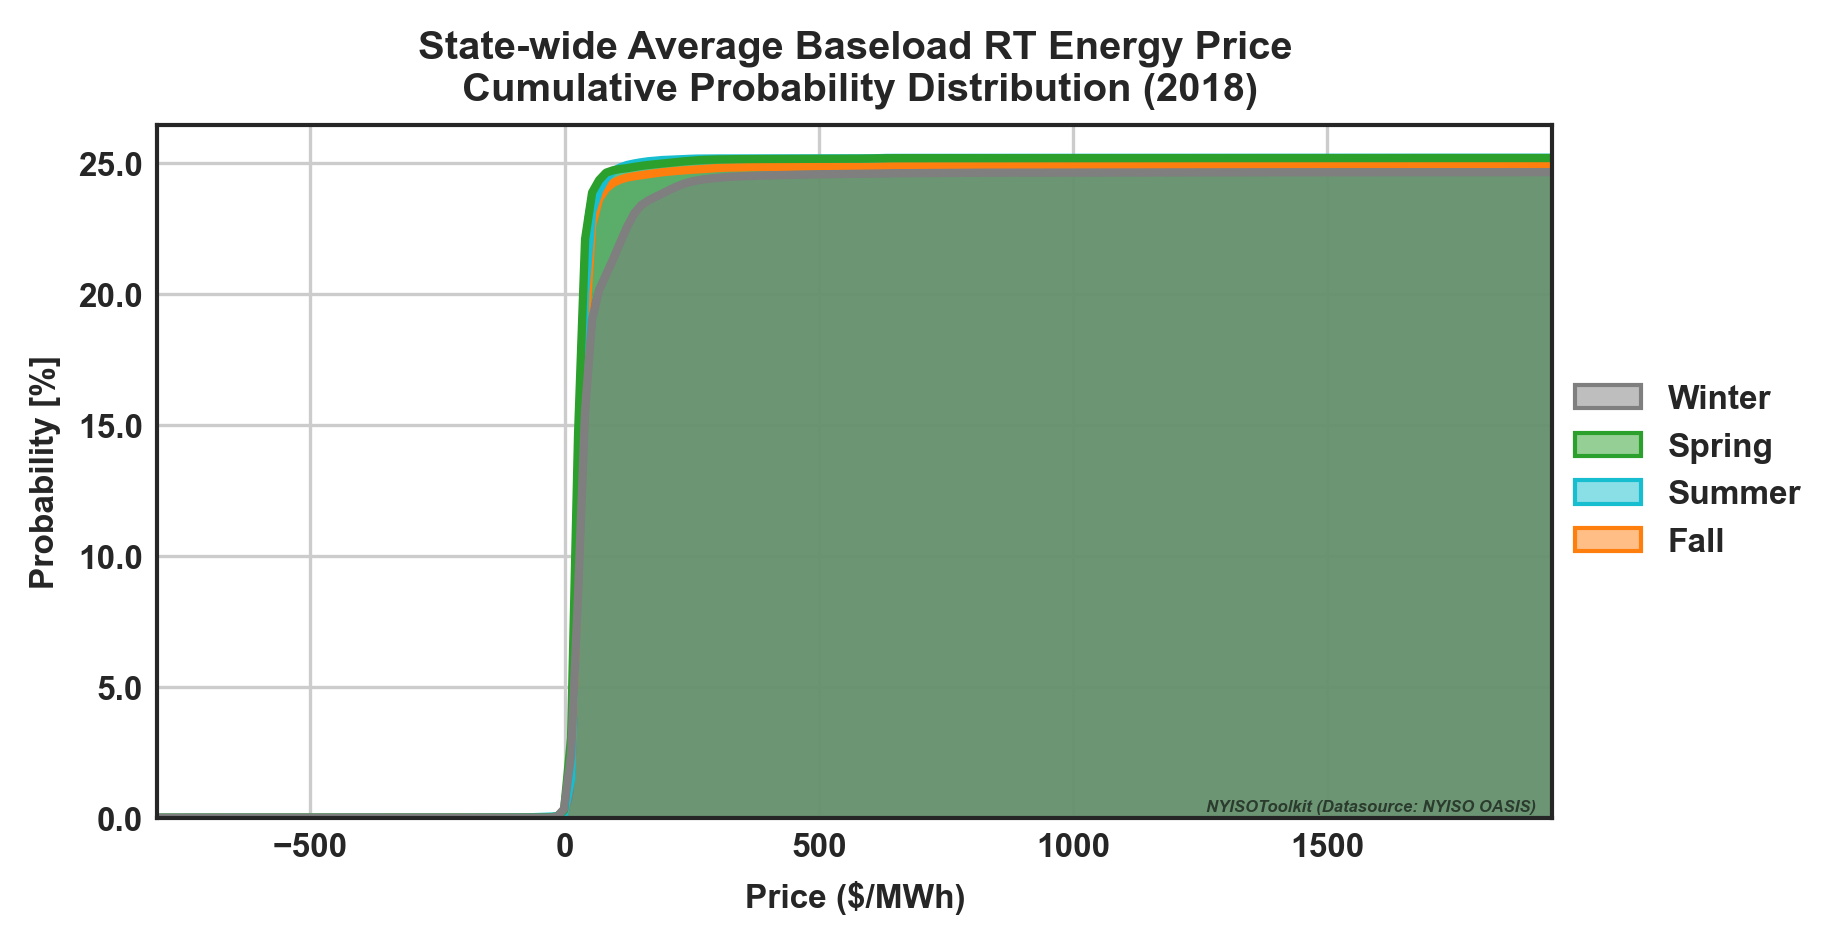 State-wide Average Baseload RT Energy Price
Cumulative Probability Distribution (2018)
25.0
20.0
15.0
10.0
5.0
0.0
Probability [%]
−500
0
500
1000
1500
Price ($/MWh)
Winter
Spring
Summer
Fall
NYISOToolkit (Datasource: NYISO OASIS)